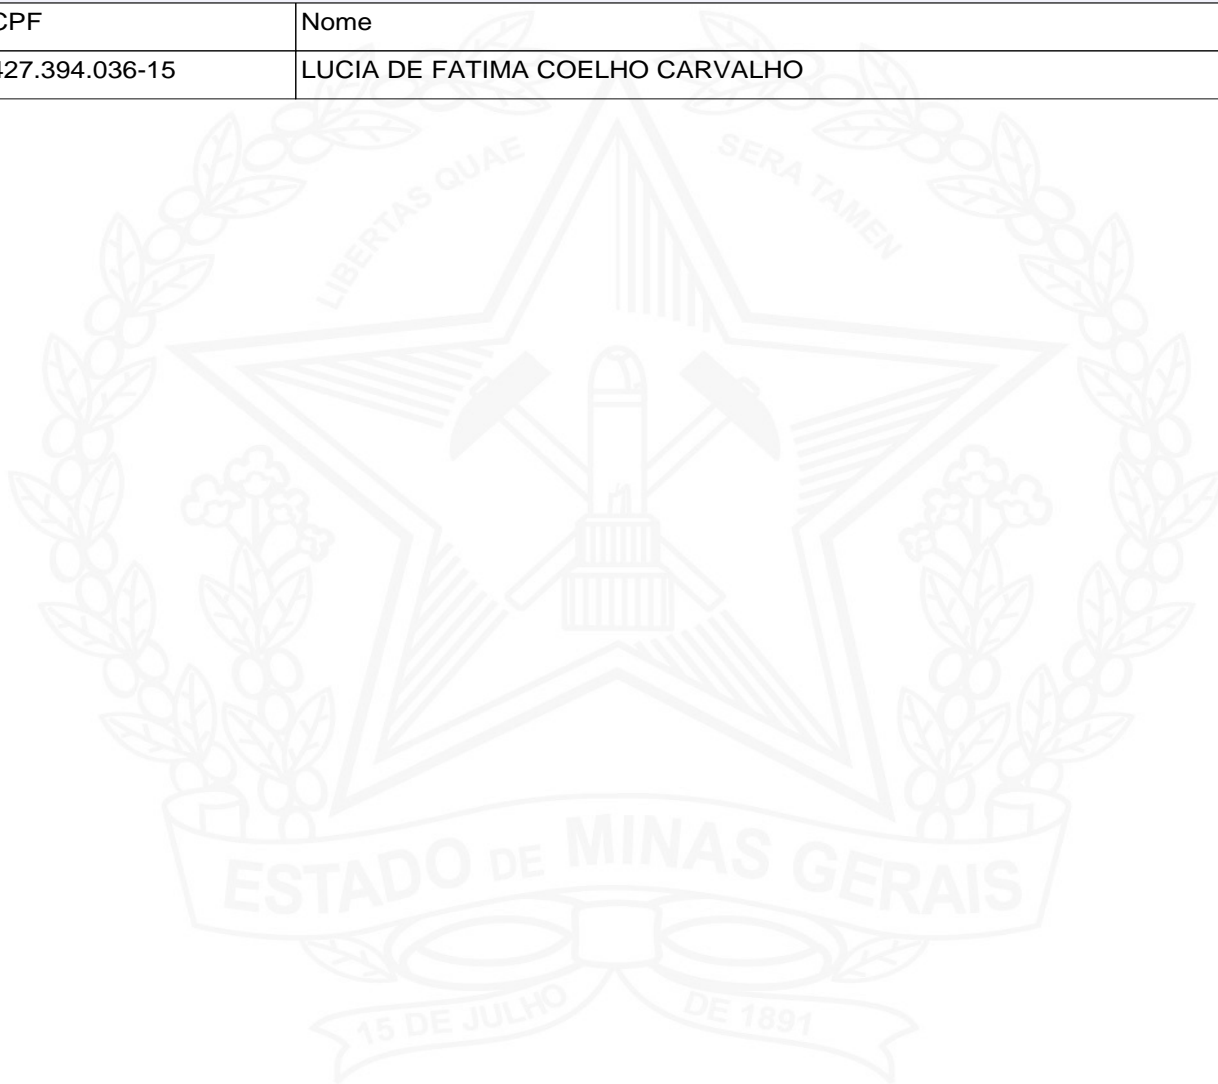 CPF Nome
427.394.036-15 LUCIA DE FATIMA COELHO CARVALHO
LIBERTAS QUAE SERA TAMEN
ESTADO DE MINAS GERAIS
15 DE JULHO DE 1891